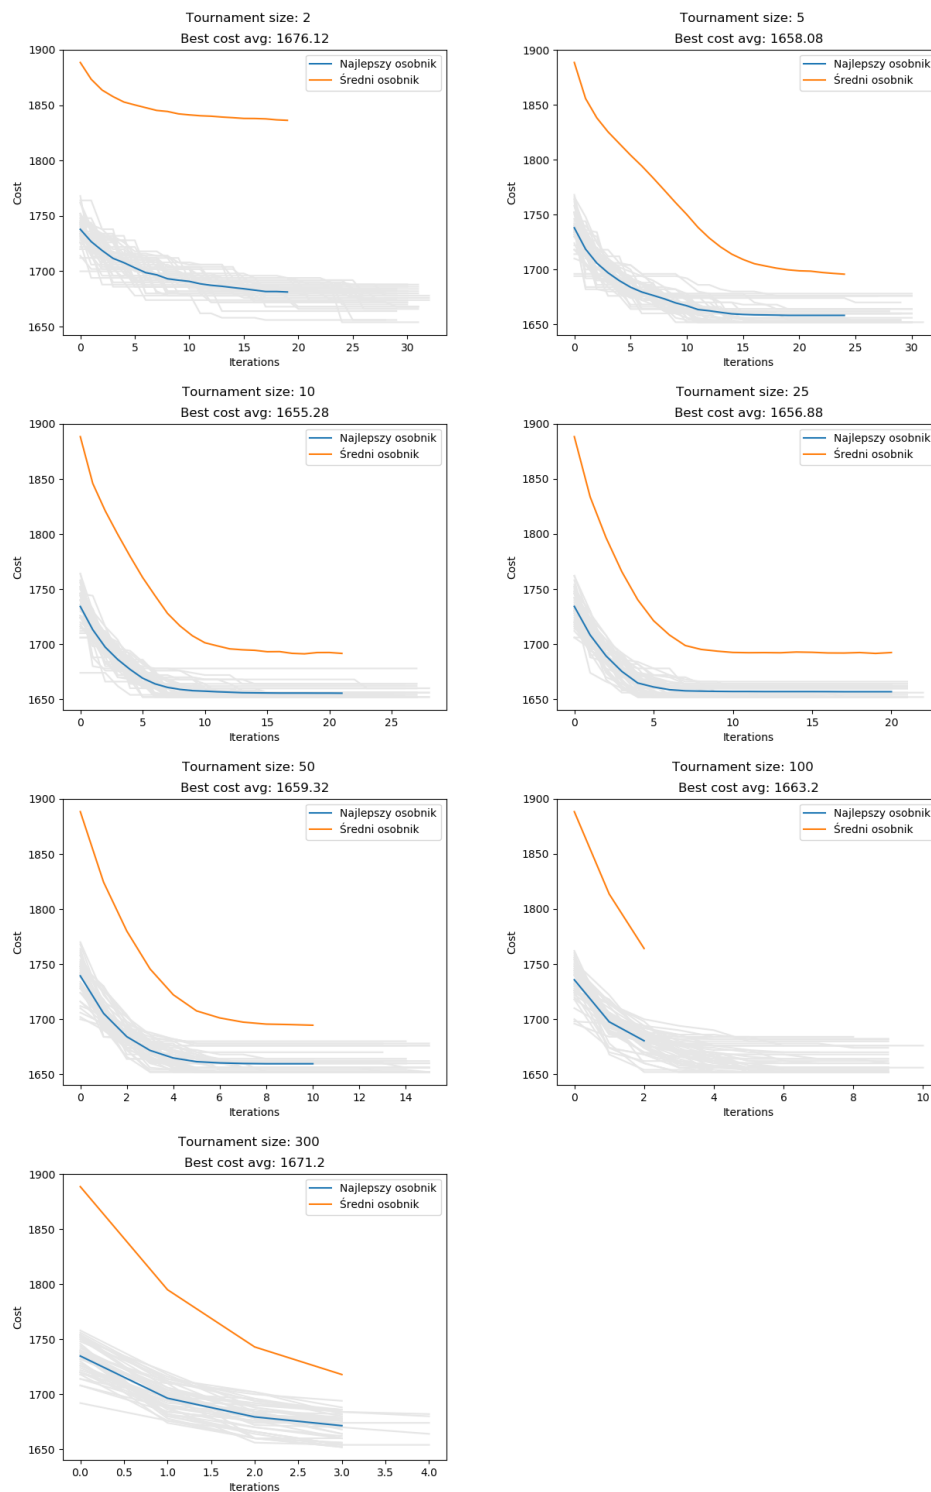 Tournament size: 2
Best cost avg: 1676.12
1900
1850
1800
1750
1700
1650
Cost
0
5
10
15
20
25
30
Iterations
Najlepszy osobnik
Średni osobnik
Tournament size: 5
Best cost avg: 1658.08
1900
1850
1800
1750
1700
1650
Cost
0
5
10
15
20
25
30
Iterations
Najlepszy osobnik
Średni osobnik
Tournament size: 10
Best cost avg: 1655.28
1900
1850
1800
1750
1700
1650
Cost
0
5
10
15
20
25
Iterations
Najlepszy osobnik
Średni osobnik
Tournament size: 25
Best cost avg: 1656.88
1900
1850
1800
1750
1700
1650
Cost
0
5
10
15
20
Iterations
Najlepszy osobnik
Średni osobnik
Tournament size: 50
Best cost avg: 1659.32
1900
1850
1800
1750
1700
1650
Cost
0
2
4
6
8
10
12
14
Iterations
Najlepszy osobnik
Średni osobnik
Tournament size: 100
Best cost avg: 1663.2
1900
1850
1800
1750
1700
1650
Cost
0
2
4
6
8
10
Iterations
Najlepszy osobnik
Średni osobnik
Tournament size: 300
Best cost avg: 1671.2
1900
1850
1800
1750
1700
1650
Cost
0.0
0.5
1.0
1.5
2.0
2.5
3.0
3.5
4.0
Iterations
Najlepszy osobnik
Średni osobnik